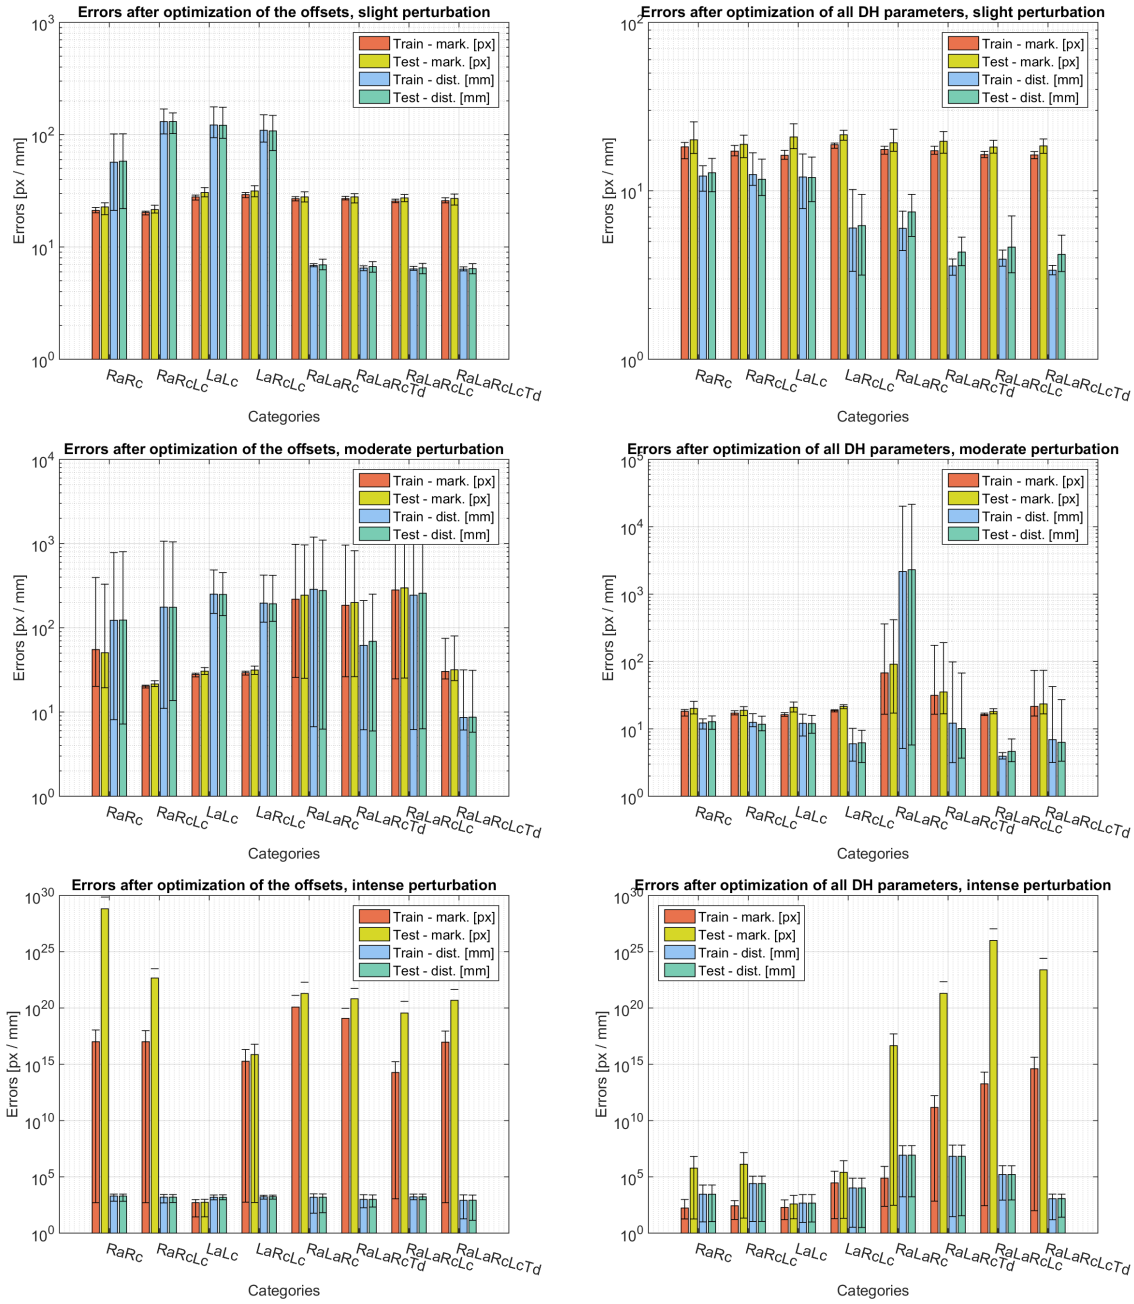 Errors after optimization of the offsets, slight perturbation
10^3
10^2
10^1
10^0
Errors [px / mm]
Train - mark. [px]
Test - mark. [px]
Train - dist. [mm]
Test - dist. [mm]
RaRc
RaRcLc
LaLc
LaRcLc
RaLaRc
RaLaRcTd
RaLaRcLc
RaLaRcLcTd
Categories
Errors after optimization of all DH parameters, slight perturbation
10^2
10^1
10^0
Errors [px / mm]
Train - mark. [px]
Test - mark. [px]
Train - dist. [mm]
Test - dist. [mm]
RaRc
RaRcLc
LaLc
LaRcLc
RaLaRc
RaLaRcTd
RaLaRcLc
RaLaRcLcTd
Categories
Errors after optimization of the offsets, moderate perturbation
10^4
10^3
10^2
10^1
10^0
Errors [px / mm]
Train - mark. [px]
Test - mark. [px]
Train - dist. [mm]
Test - dist. [mm]
RaRc
RaRcLc
LaLc
LaRcLc
RaLaRc
RaLaRcTd
RaLaRcLc
RaLaRcLcTd
Categories
Errors after optimization of all DH parameters, moderate perturbation
10^5
10^4
10^3
10^2
10^1
10^0
Errors [px / mm]
Train - mark. [px]
Test - mark. [px]
Train - dist. [mm]
Test - dist. [mm]
RaRc
RaRcLc
LaLc
LaRcLc
RaLaRc
RaLaRcTd
RaLaRcLc
RaLaRcLcTd
Categories
Errors after optimization of the offsets, intense perturbation
10^30
10^25
10^20
10^15
10^10
10^5
10^0
Errors [px / mm]
Train - mark. [px]
Test - mark. [px]
Train - dist. [mm]
Test - dist. [mm]
RaRc
RaRcLc
LaLc
LaRcLc
RaLaRc
RaLaRcTd
RaLaRcLc
RaLaRcLcTd
Categories
Errors after optimization of all DH parameters, intense perturbation
10^30
10^25
10^20
10^15
10^10
10^5
10^0
Errors [px / mm]
Train - mark. [px]
Test - mark. [px]
Train - dist. [mm]
Test - dist. [mm]
RaRc
RaRcLc
LaLc
LaRcLc
RaLaRc
RaLaRcTd
RaLaRcLc
RaLaRcLcTd
Categories